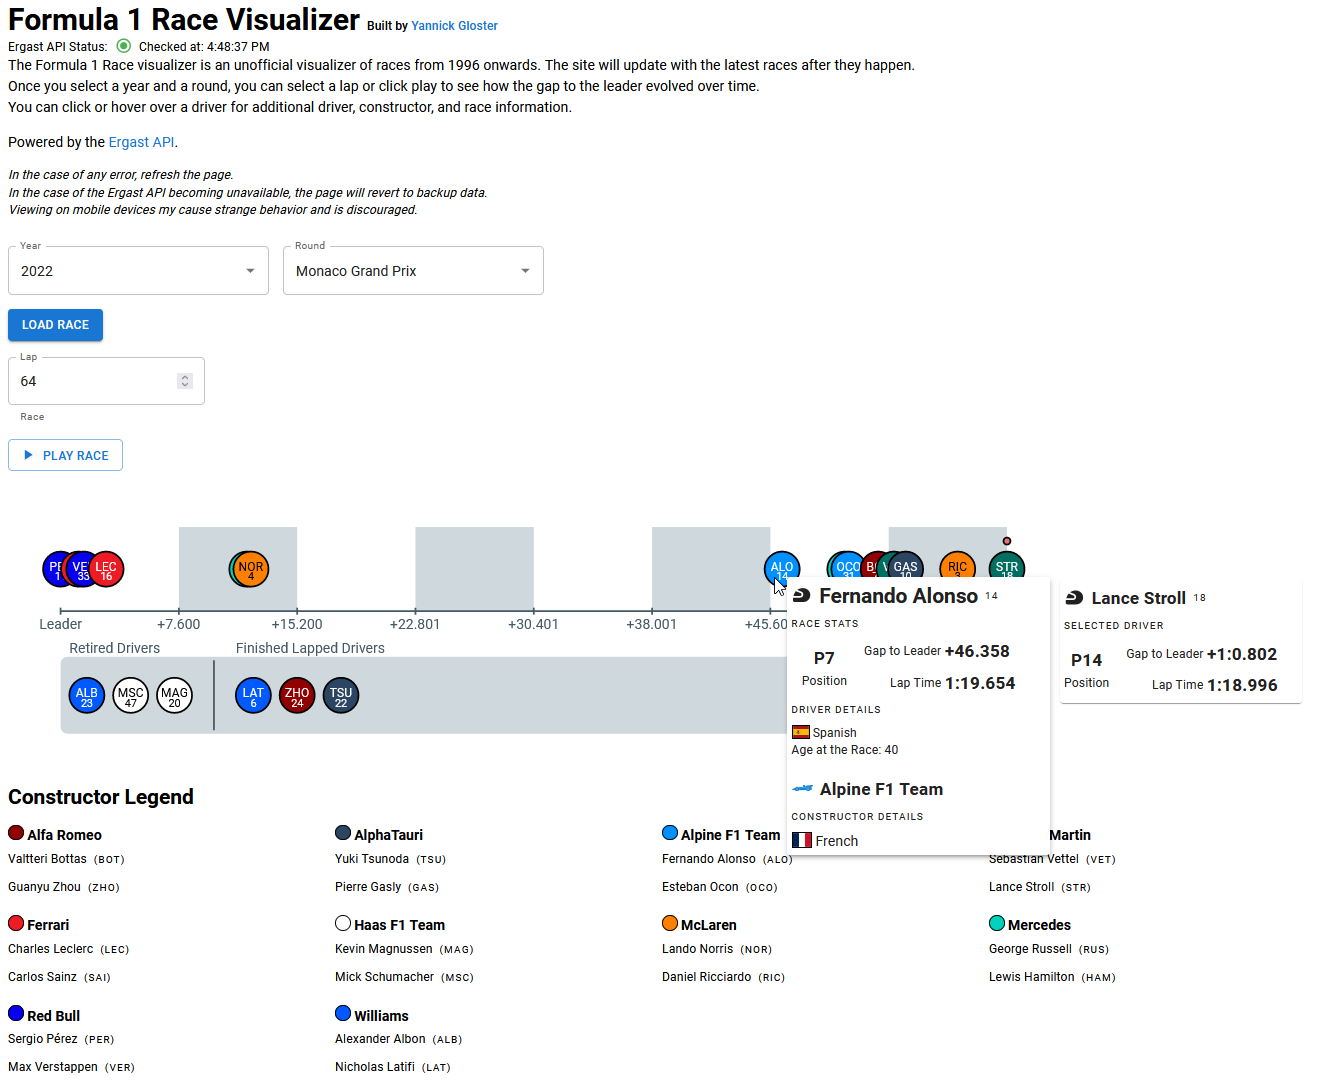 Formula 1 Race Visualizer Built by Yannick Gloster
Ergast API Status: Checked at: 4:48:37 PM
The Formula 1 Race visualizer is an unofficial visualizer of races from 1996 onwards. The site will update with the latest races after they happen.
Once you select a year and a round, you can select a lap or click play to see how the gap to the leader evolved over time.
You can click or hover over a driver for additional driver, constructor, and race information.
Powered by the Ergast API.
In the case of any error, refresh the page.
In the case of the Ergast API becoming unavailable, the page will revert to backup data.
Viewing on mobile devices my cause strange behavior and is discouraged.
Year
2022
Round
Monaco Grand Prix
LOAD RACE
Lap
64
Race
PLAY RACE
LEC
16
VE
33
NOR
4
ALO
14
OCO
31
GAS
10
RIC
3
STR
18
Leader +7.600 +15.200 +22.801 +30.401 +38.001 +45.60
Retired Drivers Finished Lapped Drivers
ALB
23
MSC
47
MAG
20
LAT
6
ZHO
24
TSU
22
Fernando Alonso 14
RACE STATS
P7
Position
Gap to Leader +46.358
Lap Time 1:19.654
DRIVER DETAILS
Spanish
Age at the Race: 40
Alpine F1 Team
CONSTRUCTOR DETAILS
French
Lance Stroll 18
SELECTED DRIVER
P14
Position
Gap to Leader +1:0.802
Lap Time 1:18.996
Constructor Legend
Alfa Romeo
Valtteri Bottas (BOT)
Guanyu Zhou (ZHO)
AlphaTauri
Yuki Tsunoda (TSU)
Pierre Gasly (GAS)
Alpine F1 Team
Fernando Alonso (ALO)
Esteban Ocon (OCO)
Martin
Sebastian Vettel (VET)
Lance Stroll (STR)
Ferrari
Charles Leclerc (LEC)
Carlos Sainz (SAI)
Haas F1 Team
Kevin Magnussen (MAG)
Mick Schumacher (MSC)
McLaren
Lando Norris (NOR)
Daniel Ricciardo (RIC)
Mercedes
George Russell (RUS)
Lewis Hamilton (HAM)
Red Bull
Sergio Pérez (PER)
Max Verstappen (VER)
Williams
Alexander Albon (ALB)
Nicholas Latifi (LAT)